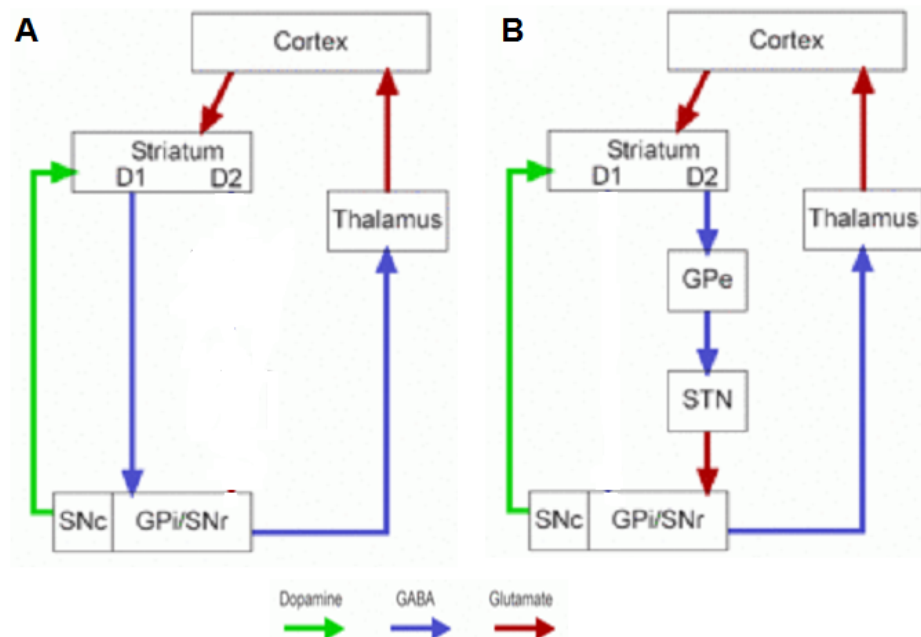 A
Cortex
Striatum
D1 D2
Thalamus
SNc GPi/SNr
B
Cortex
Striatum
D1 D2
Thalamus
GPe
STN
SNc GPi/SNr
Dopamine GABA Glutamate